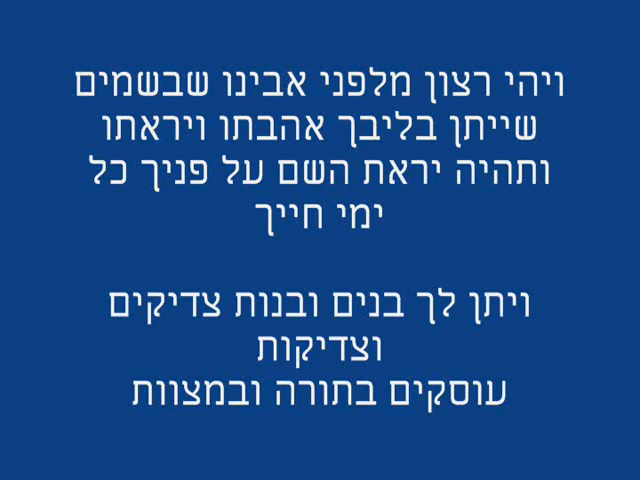 ויהי רצון מלפני אבינו שבשמים
שייתן בליבך אהבתו ויראתו
ותהיה יראת השם על פניך כל
ימי חייך
ויתן לך בנים ובנות צדיקים
וצדיקות
עוסקים בתורה ובמצוות